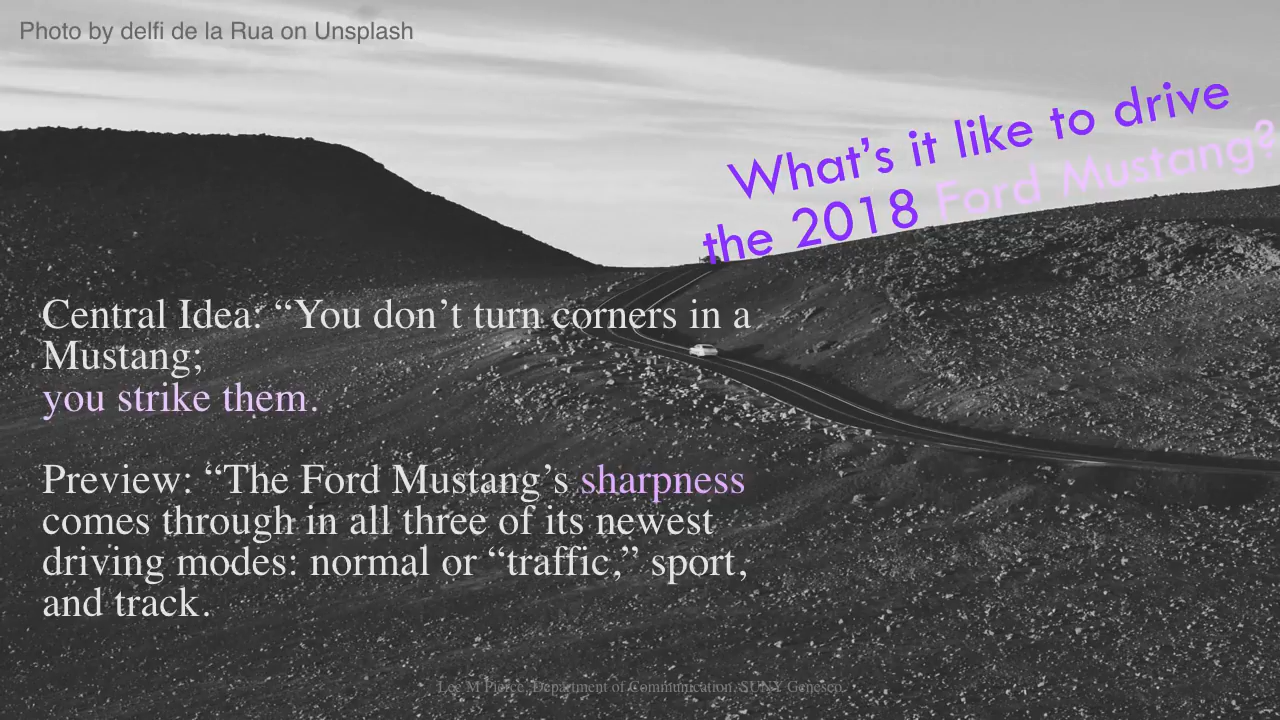 Photo by delfi de la Rua on Unsplash
What’s it like to drive
the 2018 Ford Mustang?
Central Idea: “You don’t turn corners in a
Mustang;
you strike them.
Preview: “The Ford Mustang’s sharpness
comes through in all three of its newest
driving modes: normal or “traffic,” sport,
and track.
Lee M Pierce, Department of Communication, SUNY Geneseo